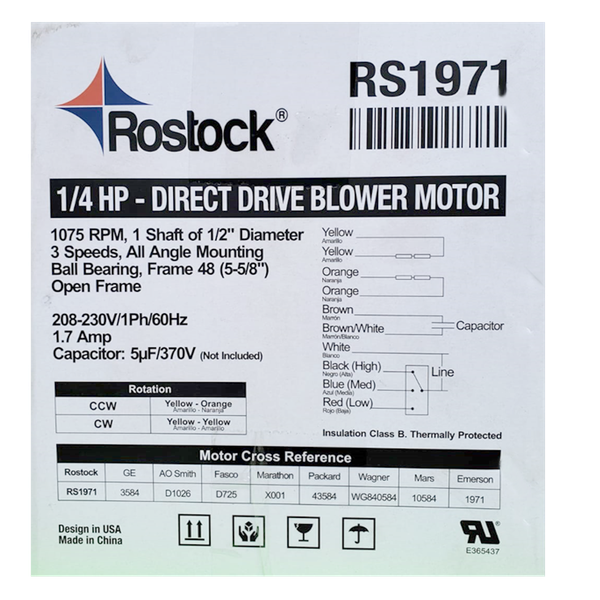 Rostock®
RS1971
1/4 HP - DIRECT DRIVE BLOWER MOTOR
1075 RPM, 1 Shaft of 1/2" Diameter
3 Speeds, All Angle Mounting
Ball Bearing, Frame 48 (5-5/8")
Open Frame
208-230V/1Ph/60Hz
1.7 Amp
Capacitor: 5µF/370V (Not Included)
Yellow
Amarillo
Yellow
Amarillo
Orange
Naranja
Orange
Naranja
Brown
Marrón
Brown/White
Marrón/Blanco
Capacitor
White
Blanco
Black (High)
Negro (Alta)
Line
Blue (Med)
Azul (Media)
Red (Low)
Rojo (Baja)
Insulation Class B. Thermally Protected
Rotation
CCW Yellow - Orange
Amarillo - Naranja
CW Yellow - Yellow
Amarillo - Amarillo
Motor Cross Reference
Rostock GE AO Smith Fasco Marathon Packard Wagner Mars Emerson
RS1971 3584 D1026 D725 X001 43584 WG840584 10584 1971
Design in USA
Made in China
E365437